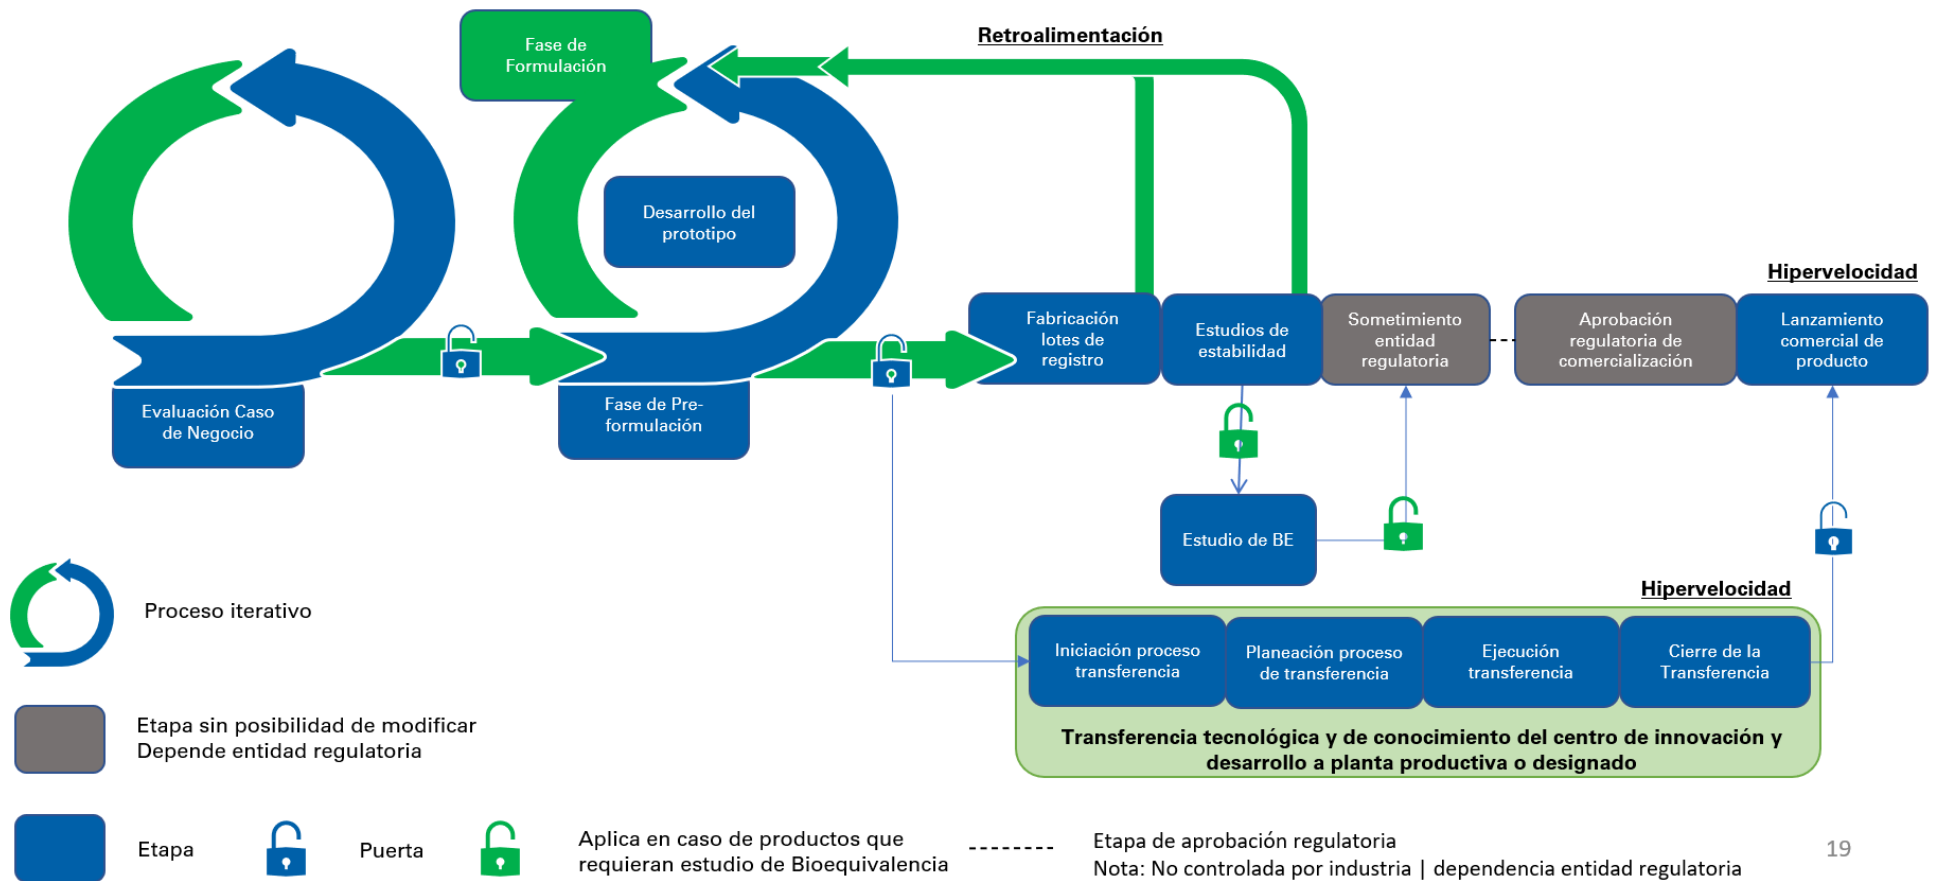 Fase de
Formulación
Retroalimentación
Desarrollo del
prototipo
Hipervelocidad
Fabricación
lotes de
registro
Estudios de
estabilidad
Sometimiento
entidad
regulatoria
Aprobación
regulatoria de
comercialización
Lanzamiento
comercial de
producto
Evaluación Caso
de Negocio
Fase de Pre-
formulación
Estudio de BE
Hipervelocidad
Proceso iterativo
Iniciación proceso
transferencia
Planeación proceso
de transferencia
Ejecución
transferencia
Cierre de la
Transferencia
Transferencia tecnológica y de conocimiento del centro de innovación y
desarrollo a planta productiva o designado
Etapa sin posibilidad de modificar
Depende entidad regulatoria
Etapa
Puerta
Aplica en caso de productos que
requieran estudio de Bioequivalencia
Etapa de aprobación regulatoria
Nota: No controlada por industria | dependencia entidad regulatoria
19